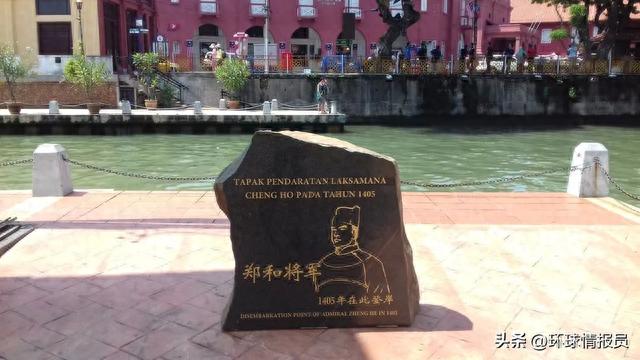 TAPAK PENDARATAN LAKSAMANA
CHENG HO PADA TAHUN 1405
郑和将军
1405年在此登岸
DISEMBARKATION POINT OF ADMIRAL ZHENG HE IN 1405
头条 @环球情报员